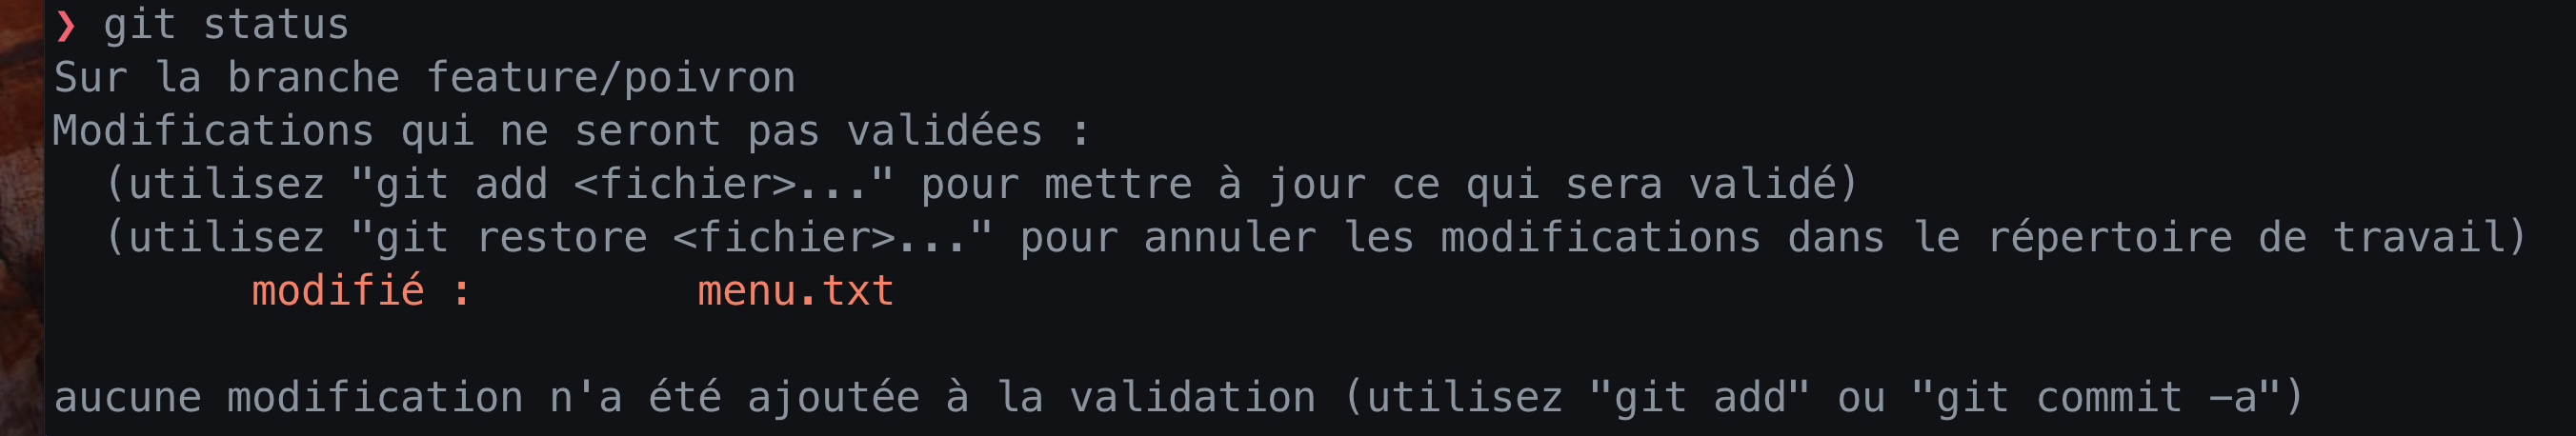 ❯ git status
Sur la branche feature/poivron
Modifications qui ne seront pas validées :
  (utilisez "git add <fichier>..." pour mettre à jour ce qui sera validé)
  (utilisez "git restore <fichier>..." pour annuler les modifications dans le répertoire de travail)
        modifié :         menu.txt

aucune modification n'a été ajoutée à la validation (utilisez "git add" ou "git commit -a")